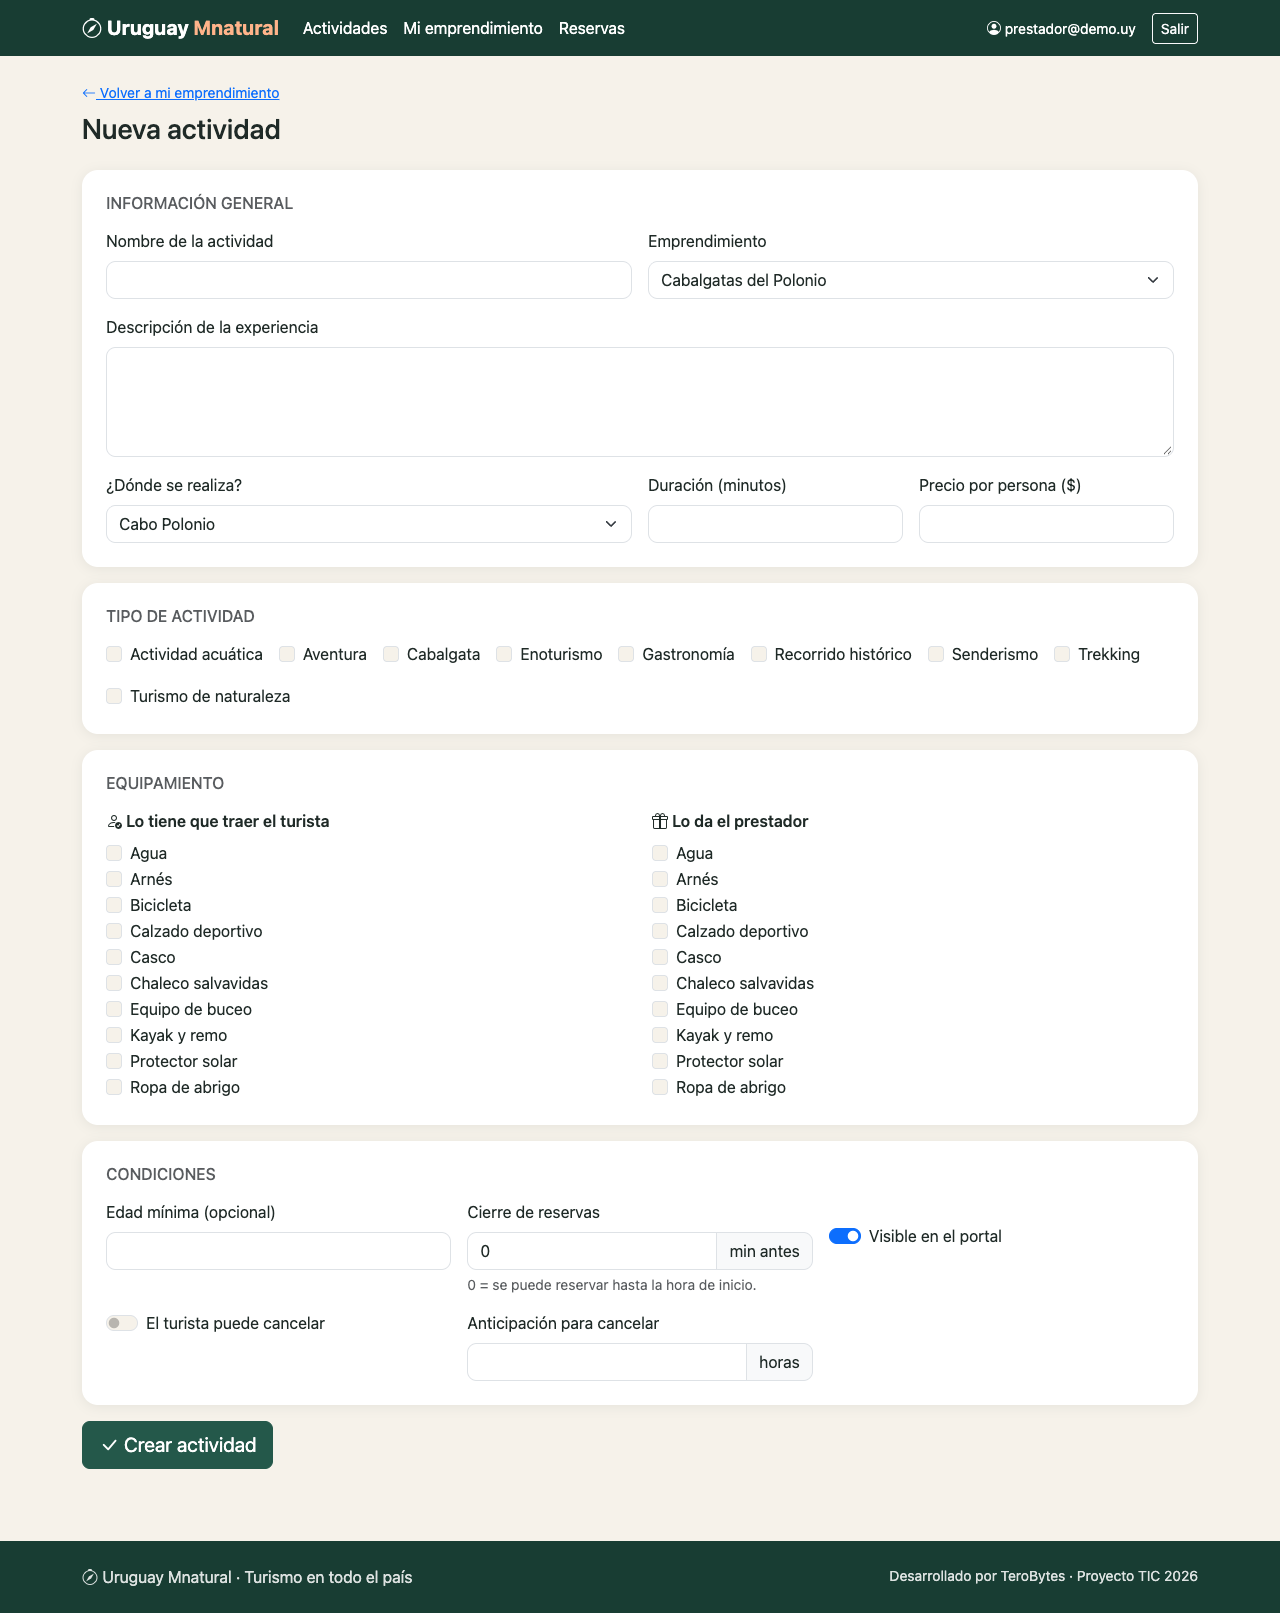 Uruguay Mnatural Actividades Mi emprendimiento Reservas prestador@demo.uy Salir
← Volver a mi emprendimiento
Nueva actividad
INFORMACIÓN GENERAL
Nombre de la actividad Emprendimiento
Cabalgatas del Polonio
Descripción de la experiencia
¿Dónde se realiza? Duración (minutos) Precio por persona ($)
Cabo Polonio
TIPO DE ACTIVIDAD
Actividad acuática Aventura Cabalgata Enoturismo Gastronomía Recorrido histórico Senderismo Trekking
Turismo de naturaleza
EQUIPAMIENTO
Lo tiene que traer el turista
Agua
Arnés
Bicicleta
Calzado deportivo
Casco
Chaleco salvavidas
Equipo de buceo
Kayak y remo
Protector solar
Ropa de abrigo
Lo da el prestador
Agua
Arnés
Bicicleta
Calzado deportivo
Casco
Chaleco salvavidas
Equipo de buceo
Kayak y remo
Protector solar
Ropa de abrigo
CONDICIONES
Edad mínima (opcional) Cierre de reservas
0 min antes
Visible en el portal
0 = se puede reservar hasta la hora de inicio.
El turista puede cancelar Anticipación para cancelar
horas
Crear actividad
Uruguay Mnatural · Turismo en todo el país Desarrollado por TeroBytes · Proyecto TIC 2026